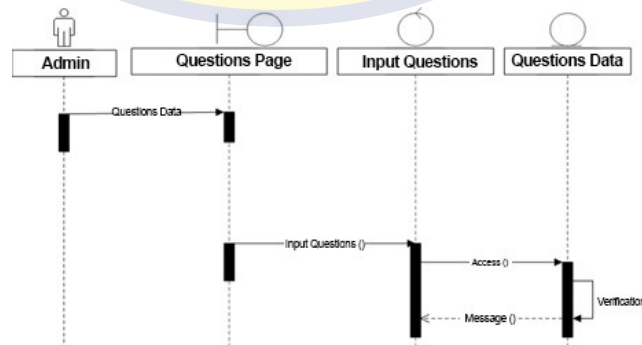 Admin
Questions Page
Input Questions
Questions Data
Questions Data
Input Questions ()
Access ()
Verification
Message ()